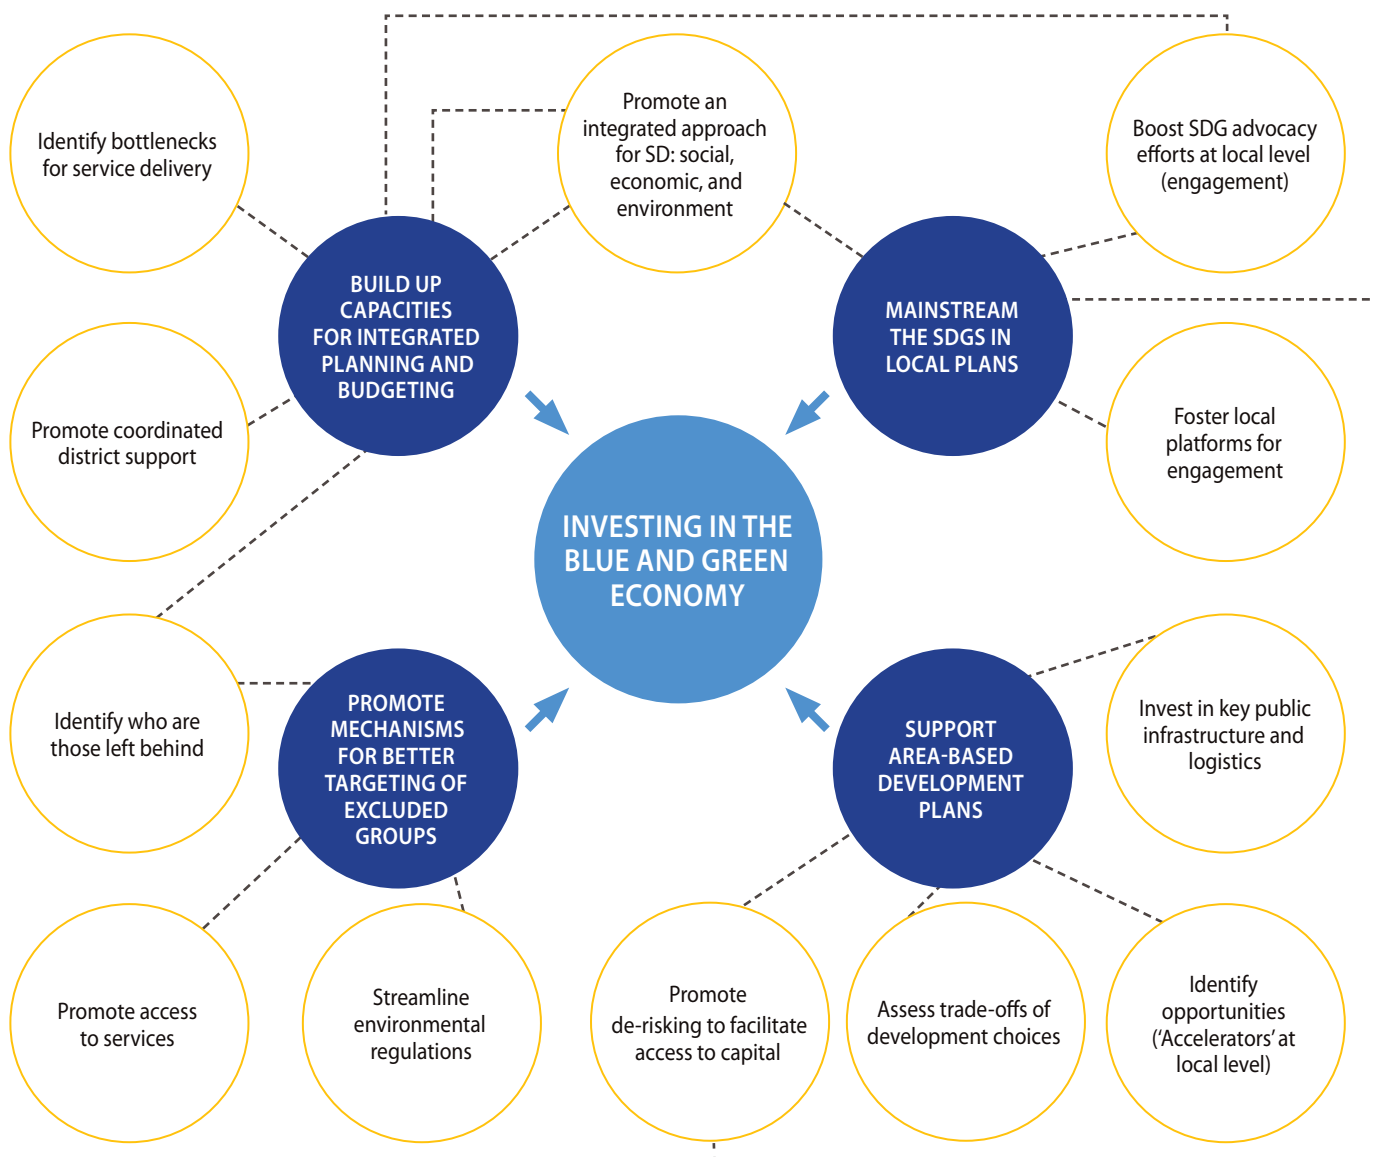 Identify bottlenecks
for service delivery
Promote an
integrated approach
for SD: social,
economic, and
environment
Boost SDG advocacy
efforts at local level
(engagement)
BUILD UP
CAPACITIES
FOR INTEGRATED
PLANNING AND
BUDGETING
MAINSTREAM
THE SDGS IN
LOCAL PLANS
Promote coordinated
district support
Foster local
platforms for
engagement
INVESTING IN THE
BLUE AND GREEN
ECONOMY
Identify who are
those left behind
PROMOTE
MECHANISMS
FOR BETTER
TARGETING OF
EXCLUDED
GROUPS
SUPPORT
AREA-BASED
DEVELOPMENT
PLANS
Invest in key public
infrastructure and
logistics
Promote access
to services
Streamline
environmental
regulations
Promote
de-risking to facilitate
access to capital
Assess trade-offs of
development choices
Identify
opportunities
(‘Accelerators’ at
local level)